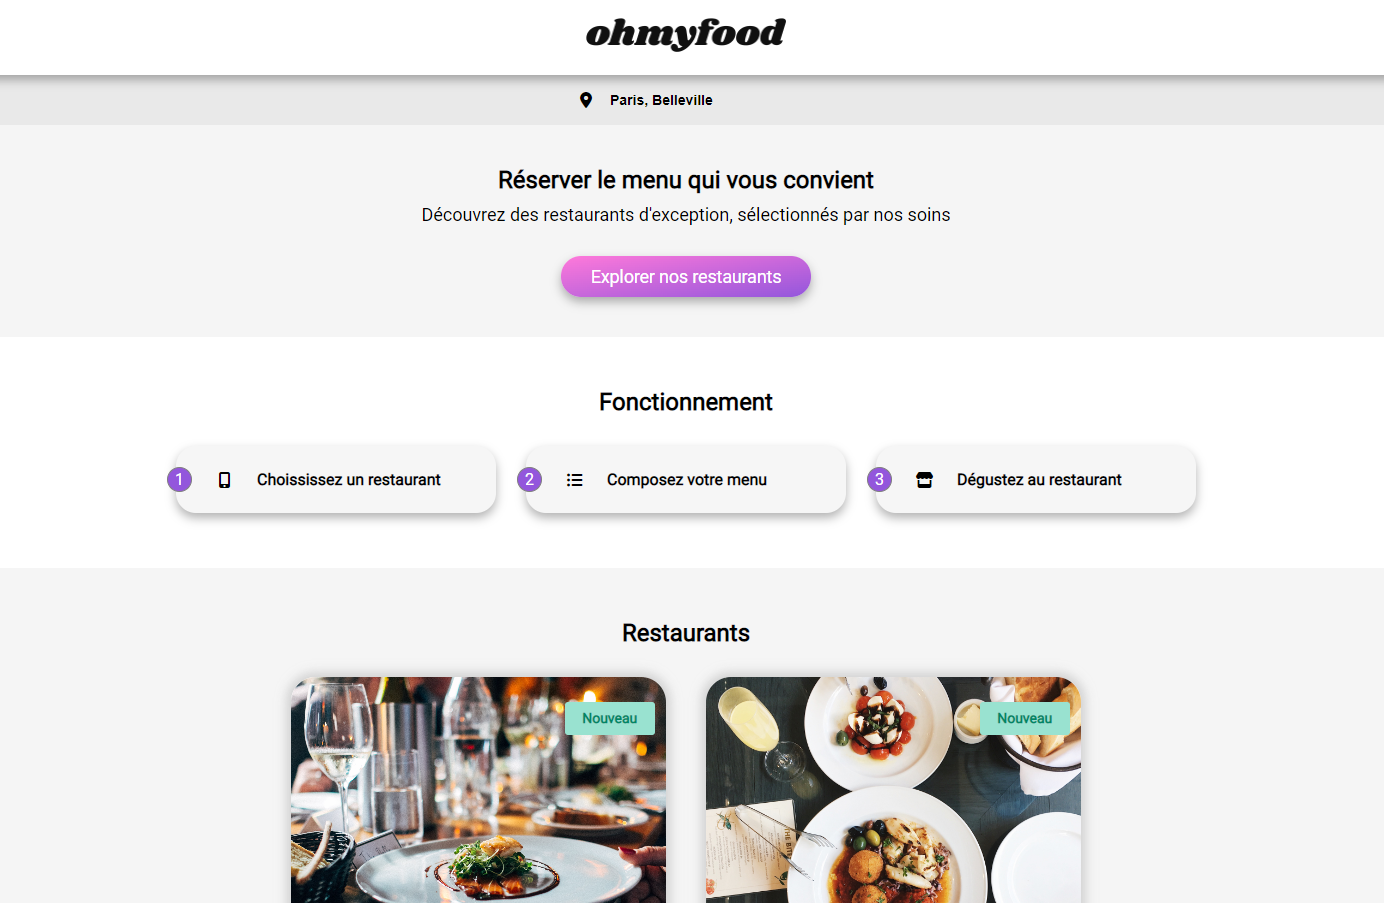 ohmyfood
Paris, Belleville
Réserver le menu qui vous convient
Découvrez des restaurants d'exception, sélectionnés par nos soins
Explorer nos restaurants
Fonctionnement
1 Choississez un restaurant
2 Composez votre menu
3 Dégustez au restaurant
Restaurants
Nouveau
Nouveau